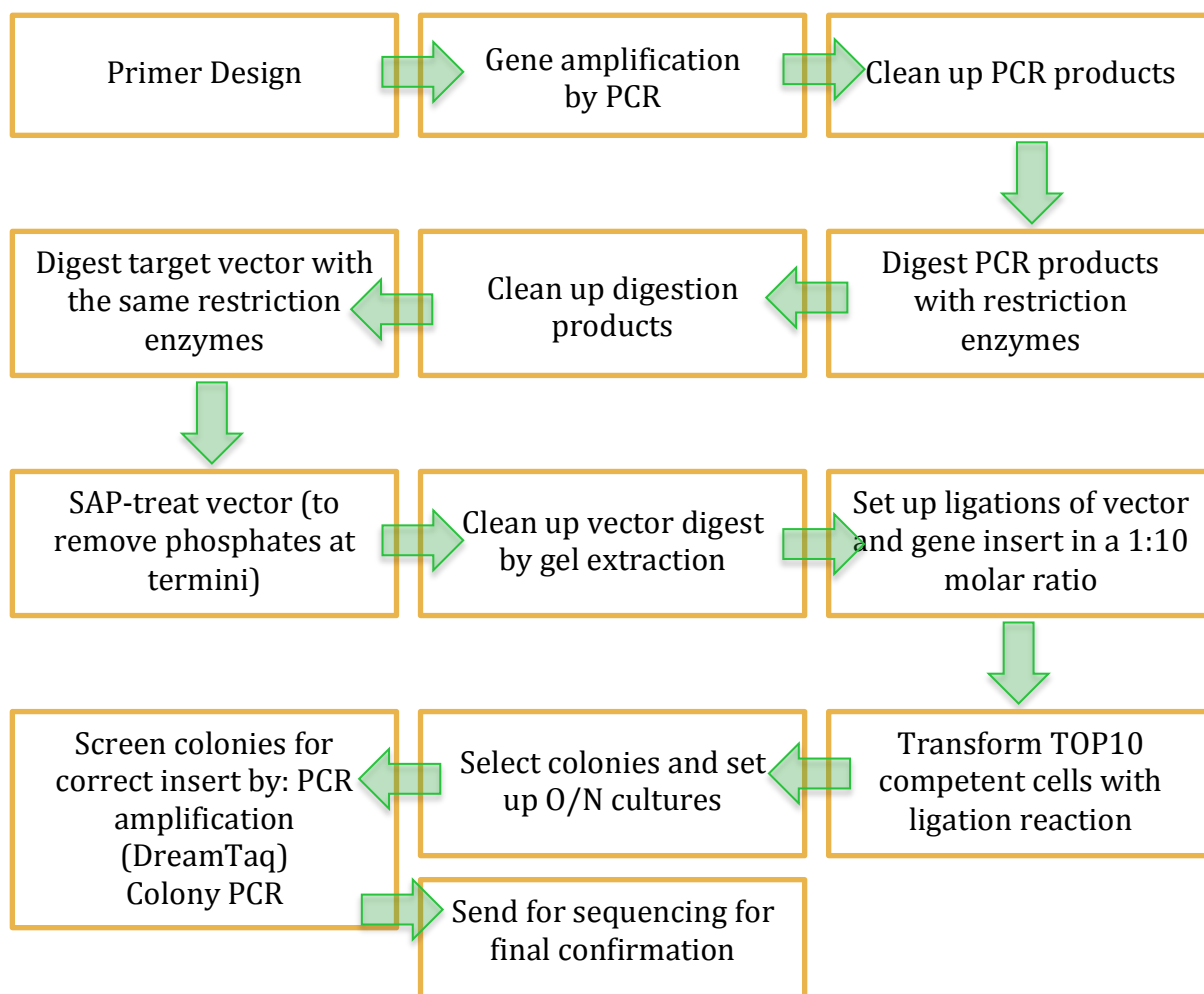 Primer Design
Gene amplification
by PCR
Clean up PCR products
Digest PCR products
with restriction
enzymes
Clean up digestion
products
Digest target vector with
the same restriction
enzymes
SAP-treat vector (to
remove phosphates at
termini)
Clean up vector digest
by gel extraction
Set up ligations of vector
and gene insert in a 1:10
molar ratio
Transform TOP10
competent cells with
ligation reaction
Select colonies and set
up O/N cultures
Screen colonies for
correct insert by: PCR
amplification
(DreamTaq)
Colony PCR
Send for sequencing for
final confirmation